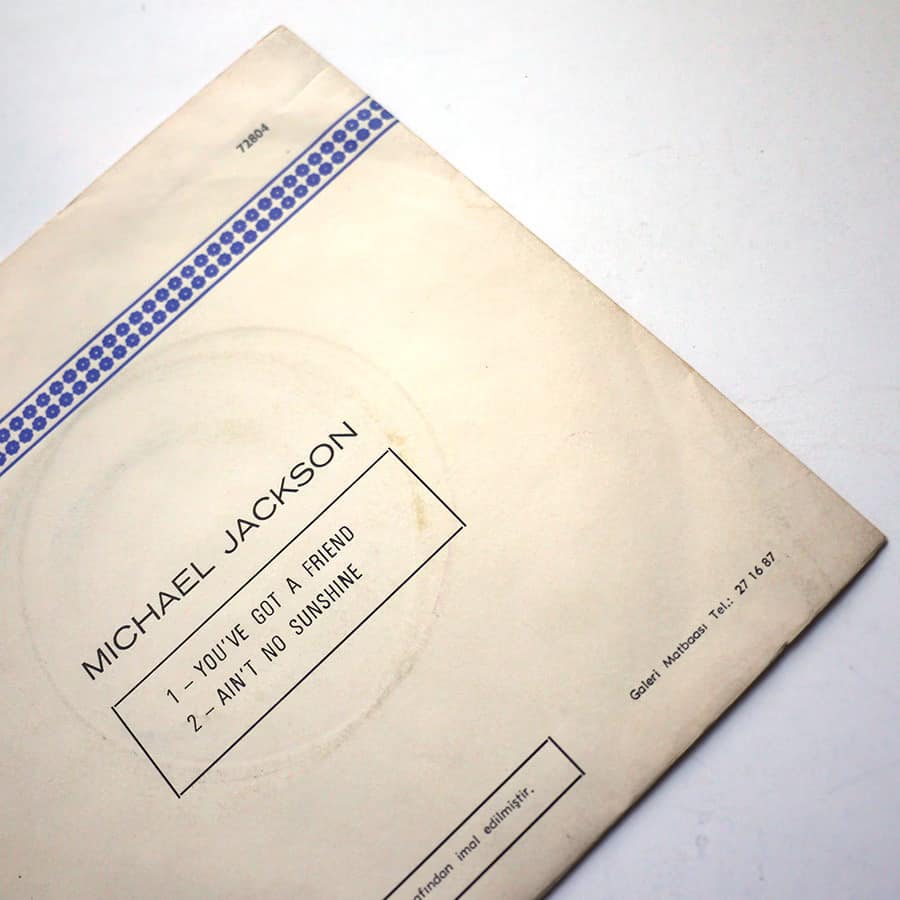 72804
MICHAEL JACKSON
1 – YOU'VE GOT A FRIEND
2 – AIN'T NO SUNSHINE
Galeri Matbaası Tel.: 27 16 87
imal edilmiştir.